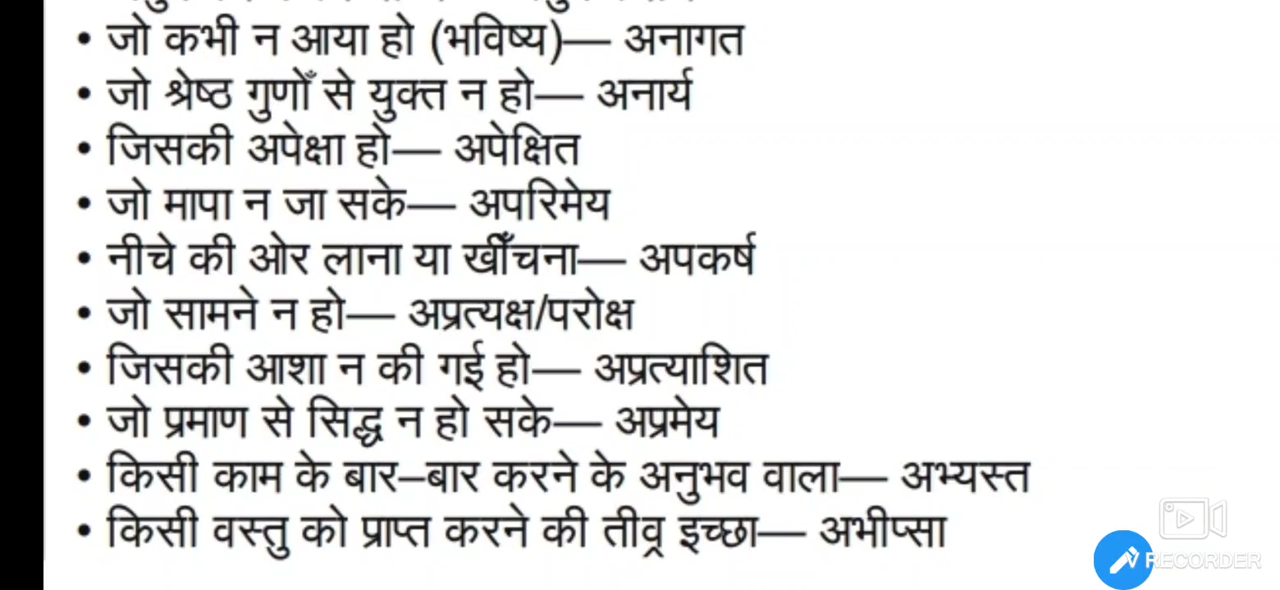 • जो कभी न आया हो (भविष्य)— अनागत
• जो श्रेष्ठ गुणोँ से युक्त न हो— अनार्य
• जिसकी अपेक्षा हो— अपेक्षित
• जो मापा न जा सके— अपरिमेय
• नीचे की ओर लाना या खीँचना— अपकर्ष
• जो सामने न हो— अप्रत्यक्ष/परोक्ष
• जिसकी आशा न की गई हो— अप्रत्याशित
• जो प्रमाण से सिद्ध न हो सके— अप्रमेय
• किसी काम के बार–बार करने के अनुभव वाला— अभ्यस्त
• किसी वस्तु को प्राप्त करने की तीव्र इच्छा— अभीप्सा
V RECORDER